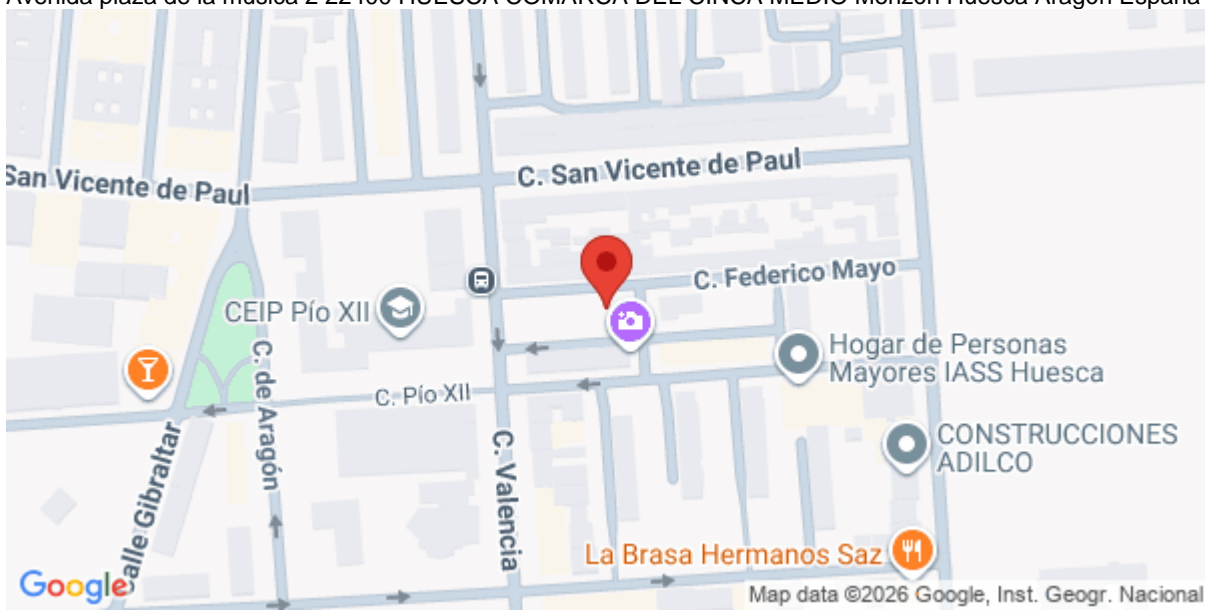 Avenida plaza de la música 2 22400 HUESCA COMARCA DEL CINCA MEDIO Monzón Huesca Aragón España
San Vicente de Paul
C. San Vicente de Paul
C. Federico Mayo
CEIP Pío XII
Hogar de Personas
Mayores IASS Huesca
C. de Aragón
C. Pío XII
CONSTRUCCIONES
ADILCO
Calle Gibraltar
C. Valencia
La Brasa Hermanos Saz
Google
Map data ©2026 Google, Inst. Geogr. Nacional